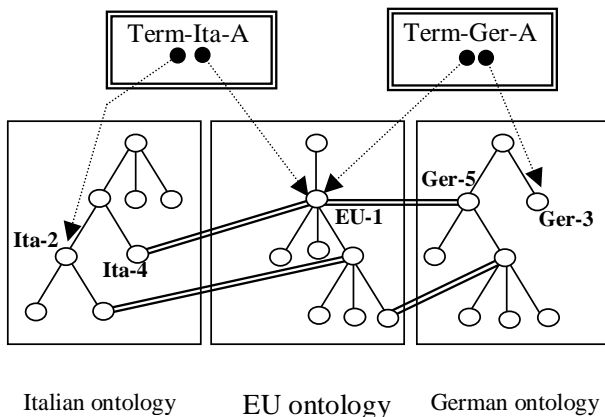 Term-Ita-A
Term-Ger-A
Ger-5
EU-1
Ger-3
Ita-2
Ita-4
Italian ontology
EU ontology
German ontology